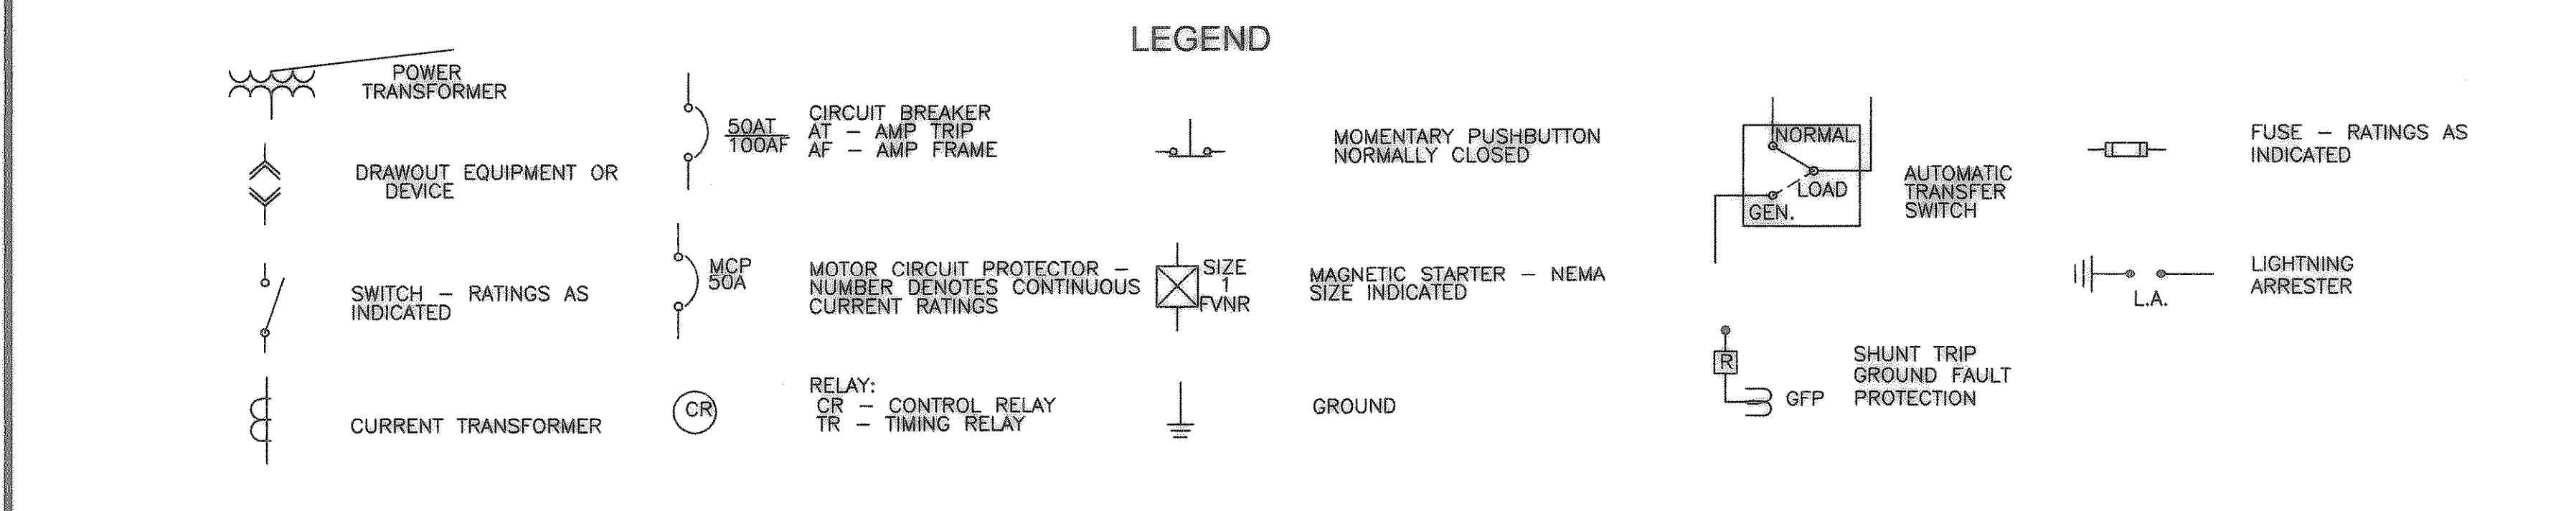 LEGEND
POWER
TRANSFORMER
DRAWOUT EQUIPMENT OR
DEVICE
SWITCH – RATINGS AS
INDICATED
CURRENT TRANSFORMER
50AT
100AF
CIRCUIT BREAKER
AT – AMP TRIP
AF – AMP FRAME
MCP
50A
MOTOR CIRCUIT PROTECTOR –
NUMBER DENOTES CONTINUOUS
CURRENT RATINGS
CR
RELAY:
CR – CONTROL RELAY
TR – TIMING RELAY
MOMENTARY PUSHBUTTON
NORMALLY CLOSED
SIZE
1
FVNR
MAGNETIC STARTER – NEMA
SIZE INDICATED
GROUND
NORMAL
LOAD
GEN.
AUTOMATIC
TRANSFER
SWITCH
R
GFP
SHUNT TRIP
GROUND FAULT
PROTECTION
FUSE – RATINGS AS
INDICATED
L.A.
LIGHTNING
ARRESTER